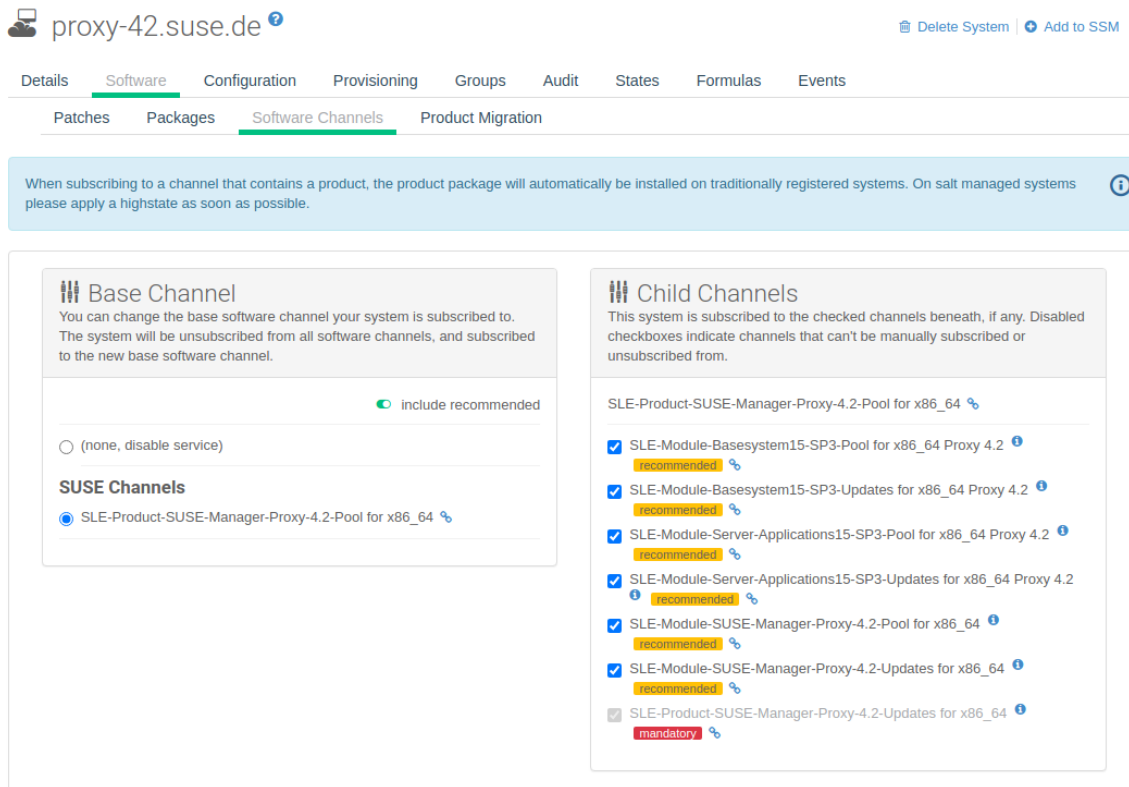 proxy-42.suse.de ?
Delete System | Add to SSM
Details Software Configuration Provisioning Groups Audit States Formulas Events
Patches Packages Software Channels Product Migration
When subscribing to a channel that contains a product, the product package will automatically be installed on traditionally registered systems. On salt managed systems
please apply a highstate as soon as possible.
Base Channel
You can change the base software channel your system is subscribed to.
The system will be unsubscribed from all software channels, and subscribed
to the new base software channel.
include recommended
(none, disable service)
SUSE Channels
SLE-Product-SUSE-Manager-Proxy-4.2-Pool for x86_64
Child Channels
This system is subscribed to the checked channels beneath, if any. Disabled
checkboxes indicate channels that can't be manually subscribed or
unsubscribed from.
SLE-Product-SUSE-Manager-Proxy-4.2-Pool for x86_64
SLE-Module-Basesystem15-SP3-Pool for x86_64 Proxy 4.2
recommended
SLE-Module-Basesystem15-SP3-Updates for x86_64 Proxy 4.2
recommended
SLE-Module-Server-Applications15-SP3-Pool for x86_64 Proxy 4.2
recommended
SLE-Module-Server-Applications15-SP3-Updates for x86_64 Proxy 4.2
recommended
SLE-Module-SUSE-Manager-Proxy-4.2-Pool for x86_64
recommended
SLE-Module-SUSE-Manager-Proxy-4.2-Updates for x86_64
recommended
SLE-Product-SUSE-Manager-Proxy-4.2-Updates for x86_64
mandatory